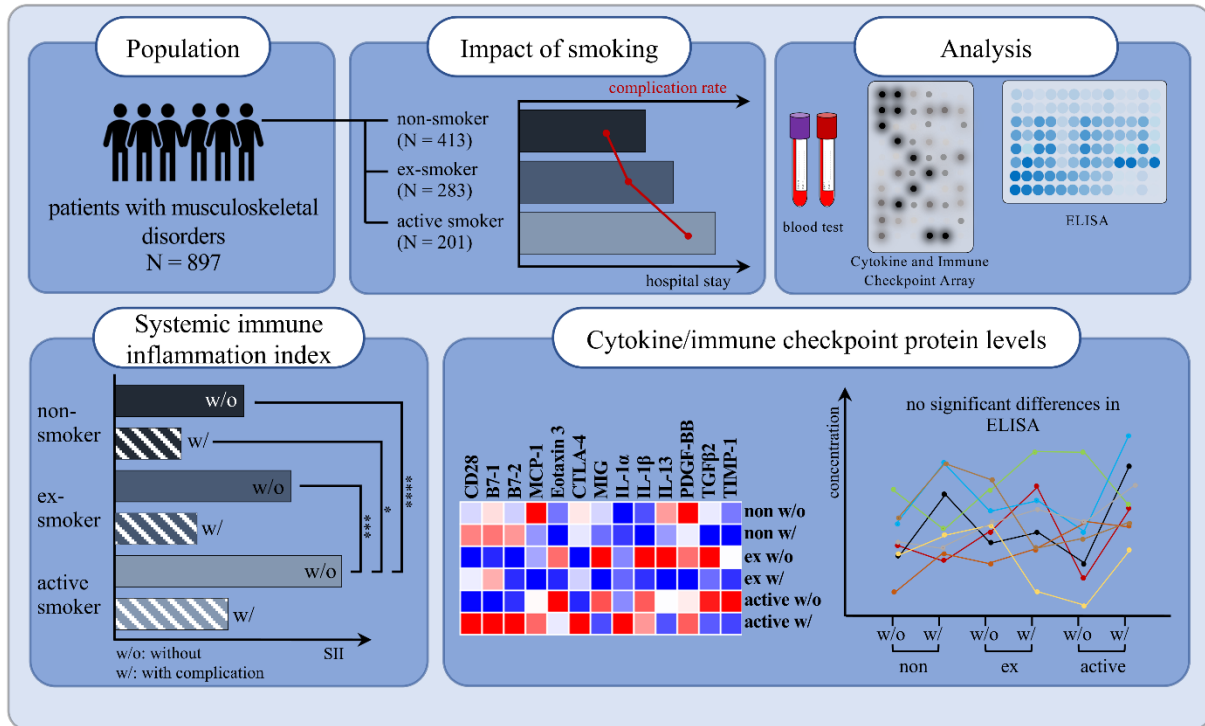 Population
patients with musculoskeletal
disorders
N = 897
Impact of smoking
complication rate
non-smoker
(N = 413)
ex-smoker
(N = 283)
active smoker
(N = 201)
hospital stay
Analysis
blood test
Cytokine and Immune
Checkpoint Array
ELISA
Systemic immune
inflammation index
non-
smoker
w/o
w/
ex-
smoker
w/o
w/
active
smoker
w/o
w/
***
*
****
SII
w/o: without
w/: with complication
Cytokine/immune checkpoint protein levels
CD28
B7-1
B7-2
MCP-1
Eotaxin 3
CTLA-4
MIG
IL-1α
IL-1β
IL-13
PDGF-BB
TGFβ2
TIMP-1
non w/o
non w/
ex w/o
ex w/
active w/o
active w/
no significant differences in
ELISA
concentration
w/o w/ w/o w/ w/o w/
non ex active